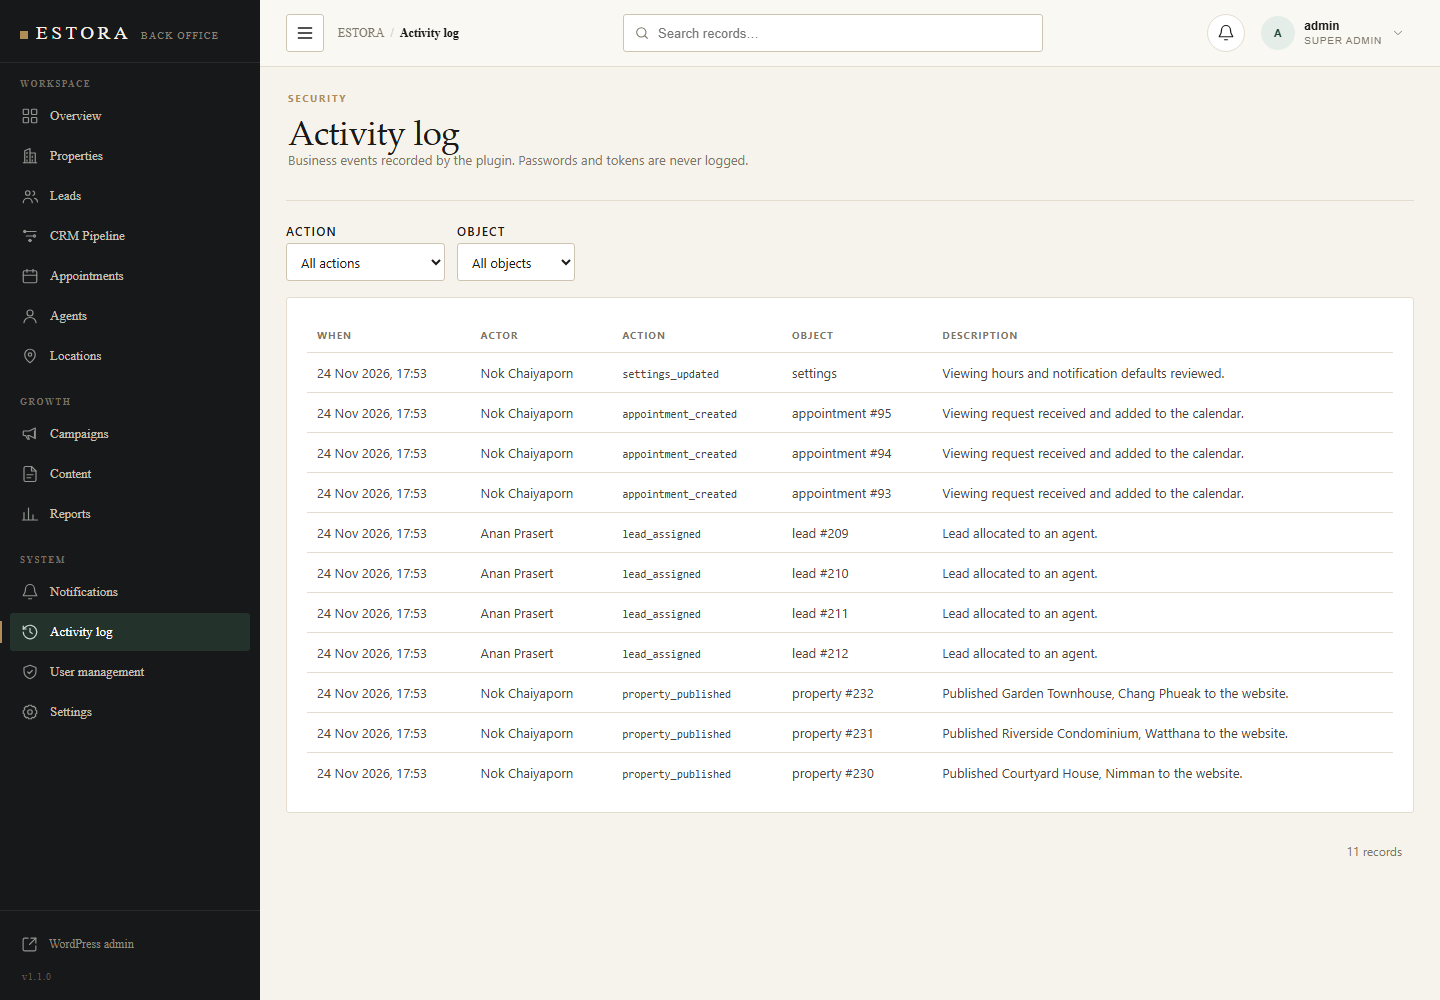 ESTORA BACK OFFICE
WORKSPACE
Overview
Properties
Leads
CRM Pipeline
Appointments
Agents
Locations
GROWTH
Campaigns
Content
Reports
SYSTEM
Notifications
Activity log
User management
Settings
WordPress admin
v1.1.0
ESTORA / Activity log
Search records...
A
admin
SUPER ADMIN
SECURITY
Activity log
Business events recorded by the plugin. Passwords and tokens are never logged.
ACTION OBJECT
All actions All objects
WHEN ACTOR ACTION OBJECT DESCRIPTION
24 Nov 2026, 17:53 Nok Chaiyaporn settings_updated settings Viewing hours and notification defaults reviewed.
24 Nov 2026, 17:53 Nok Chaiyaporn appointment_created appointment #95 Viewing request received and added to the calendar.
24 Nov 2026, 17:53 Nok Chaiyaporn appointment_created appointment #94 Viewing request received and added to the calendar.
24 Nov 2026, 17:53 Nok Chaiyaporn appointment_created appointment #93 Viewing request received and added to the calendar.
24 Nov 2026, 17:53 Anan Prasert lead_assigned lead #209 Lead allocated to an agent.
24 Nov 2026, 17:53 Anan Prasert lead_assigned lead #210 Lead allocated to an agent.
24 Nov 2026, 17:53 Anan Prasert lead_assigned lead #211 Lead allocated to an agent.
24 Nov 2026, 17:53 Anan Prasert lead_assigned lead #212 Lead allocated to an agent.
24 Nov 2026, 17:53 Nok Chaiyaporn property_published property #232 Published Garden Townhouse, Chang Phueak to the website.
24 Nov 2026, 17:53 Nok Chaiyaporn property_published property #231 Published Riverside Condominium, Watthana to the website.
24 Nov 2026, 17:53 Nok Chaiyaporn property_published property #230 Published Courtyard House, Nimman to the website.
11 records